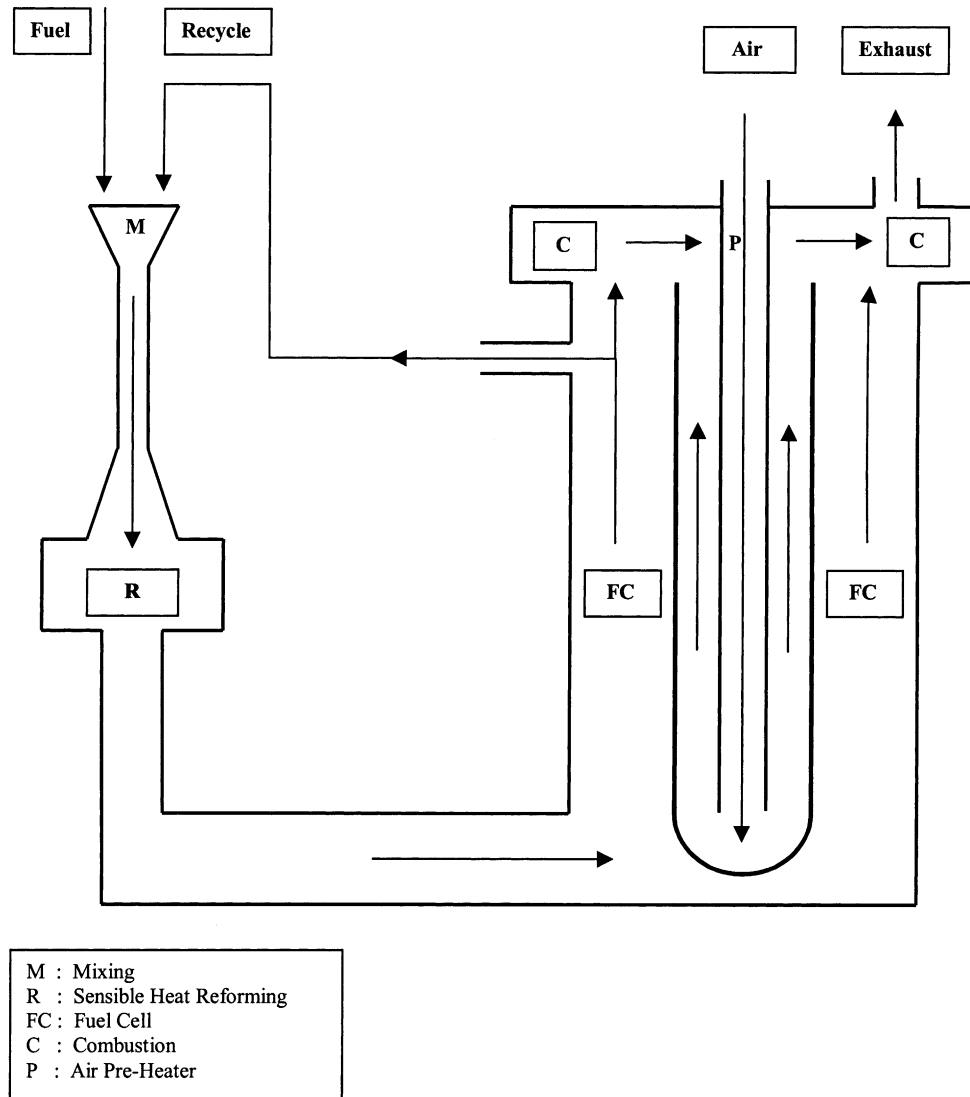 Fuel
Recycle
Air
Exhaust
M
C
P
C
R
FC
FC
M : Mixing
R : Sensible Heat Reforming
FC : Fuel Cell
C : Combustion
P : Air Pre-Heater